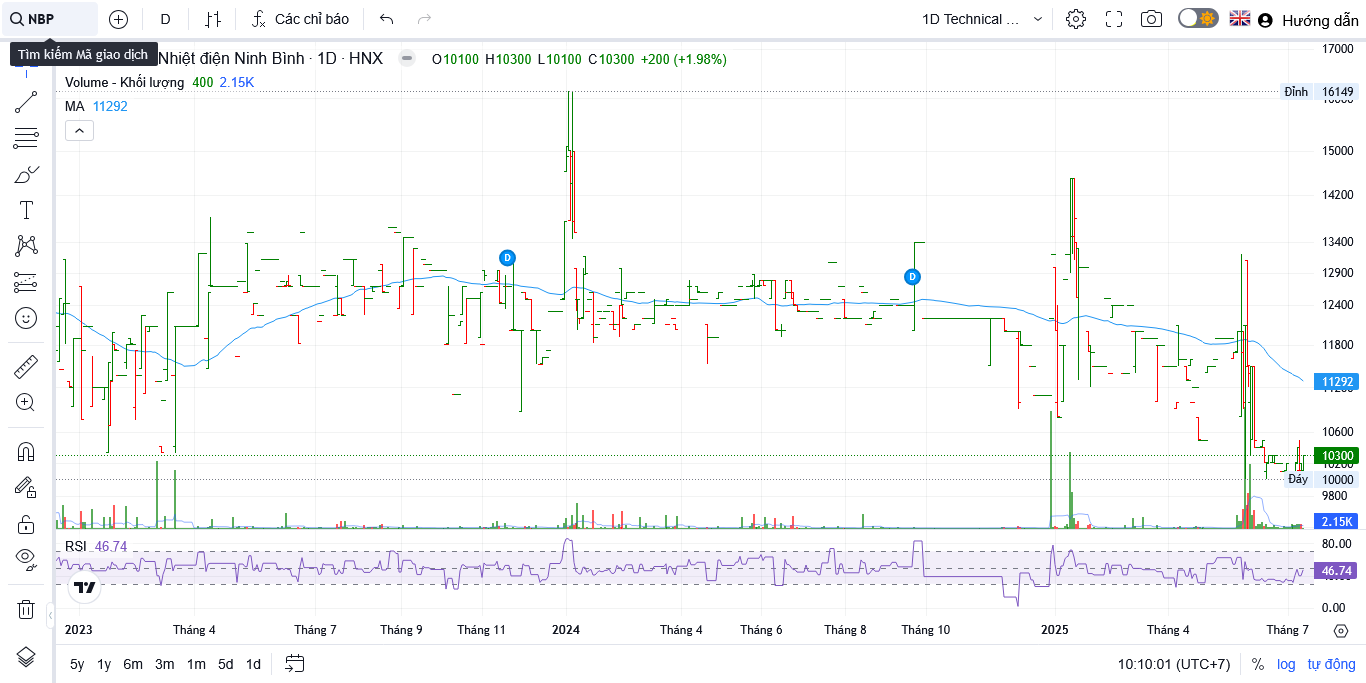 NBP
D
Các chỉ báo
1D Technical ...
Hướng dẫn
Tìm kiếm Mã giao dịch
Nhiệt điện Ninh Bình · 1D · HNX
O10100 H10300 L10100 C10300 +200 (+1.98%)
Volume - Khối lượng 400 2.15K
MA 11292
17000
Đỉnh 16149
16000
15000
14200
13400
12900
12400
11800
11292
11200
10600
10300
10200
Đáy 10000
9800
2.15K
D
D
RSI 46.74
80.00
46.74
40.00
0.00
2023
Tháng 4
Tháng 7
Tháng 9
Tháng 11
2024
Tháng 4
Tháng 6
Tháng 8
Tháng 10
2025
Tháng 4
Tháng 7
5y 1y 6m 3m 1m 5d 1d
10:10:01 (UTC+7)
% log tự động